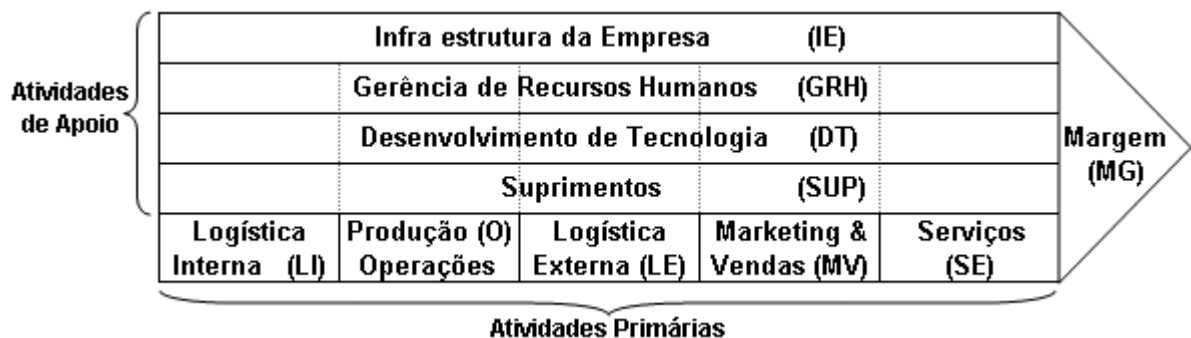 Infra estrutura da Empresa (IE)
Gerência de Recursos Humanos (GRH)
Atividades
de Apoio
Desenvolvimento de Tecnologia (DT)
Suprimentos (SUP)
Margem
(MG)
Logística
Interna (LI)
Produção (O)
Operações
Logística
Externa (LE)
Marketing &
Vendas (MV)
Serviços
(SE)
Atividades Primárias